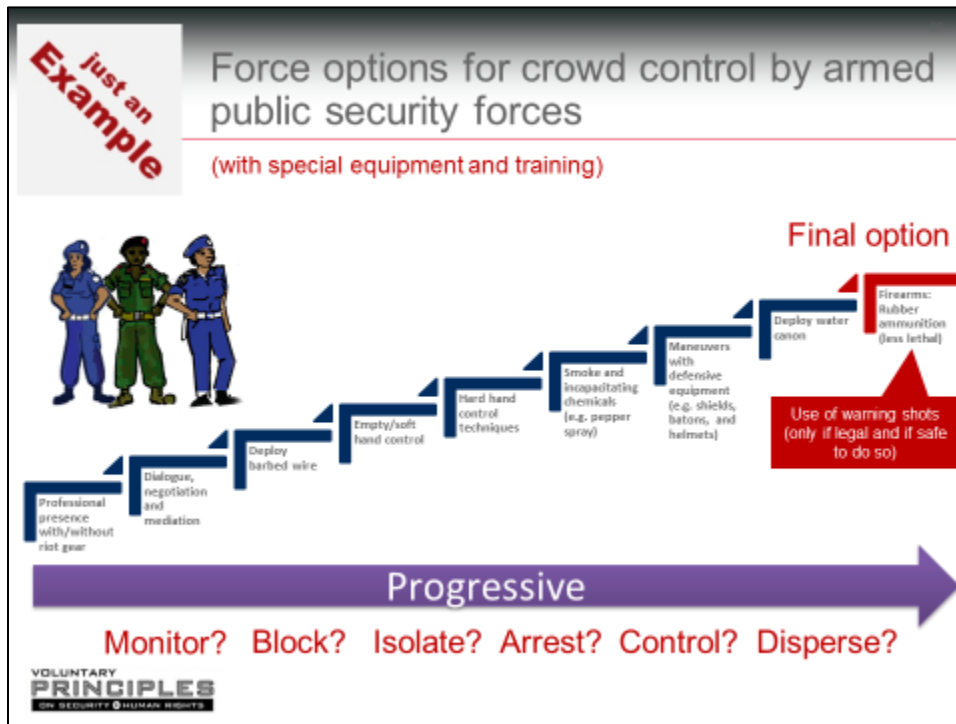 just an
Example
Force options for crowd control by armed
public security forces
(with special equipment and training)
Final option
Professional
presence
with/without
riot gear
Dialogue,
negotiation
and
mediation
Deploy
barbed wire
Empty/soft
hand control
Hard hand
control
techniques
Smoke and
incapacitating
chemicals
(e.g. pepper
spray)
Maneuvers
with
defensive
equipment
(e.g. shields,
batons, and
helmets)
Deploy water
canon
Firearms:
Rubber
ammunition
(less lethal)
Use of warning shots
(only if legal and if safe
to do so)
Progressive
Monitor? Block? Isolate? Arrest? Control? Disperse?
VOLUNTARY
PRINCIPLES
ON SECURITY HUMAN RIGHTS